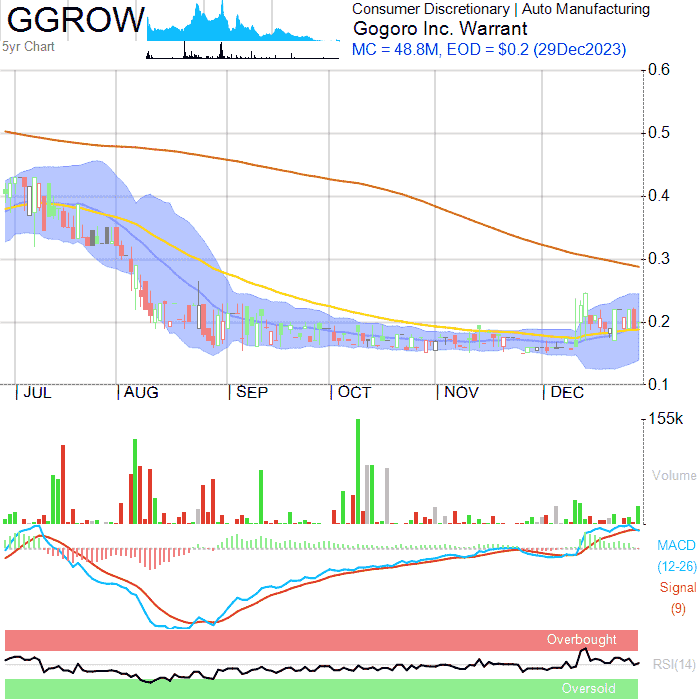 GGROW
5yr Chart
Consumer Discretionary | Auto Manufacturing
Gogoro Inc. Warrant
MC = 48.8M, EOD = $0.2 (29Dec2023)
0.6
0.5
0.4
0.3
0.2
0.1
JUL AUG SEP OCT NOV DEC
155k
Volume
MACD
(12-26)
Signal
(9)
Overbought
RSI(14)
Oversold